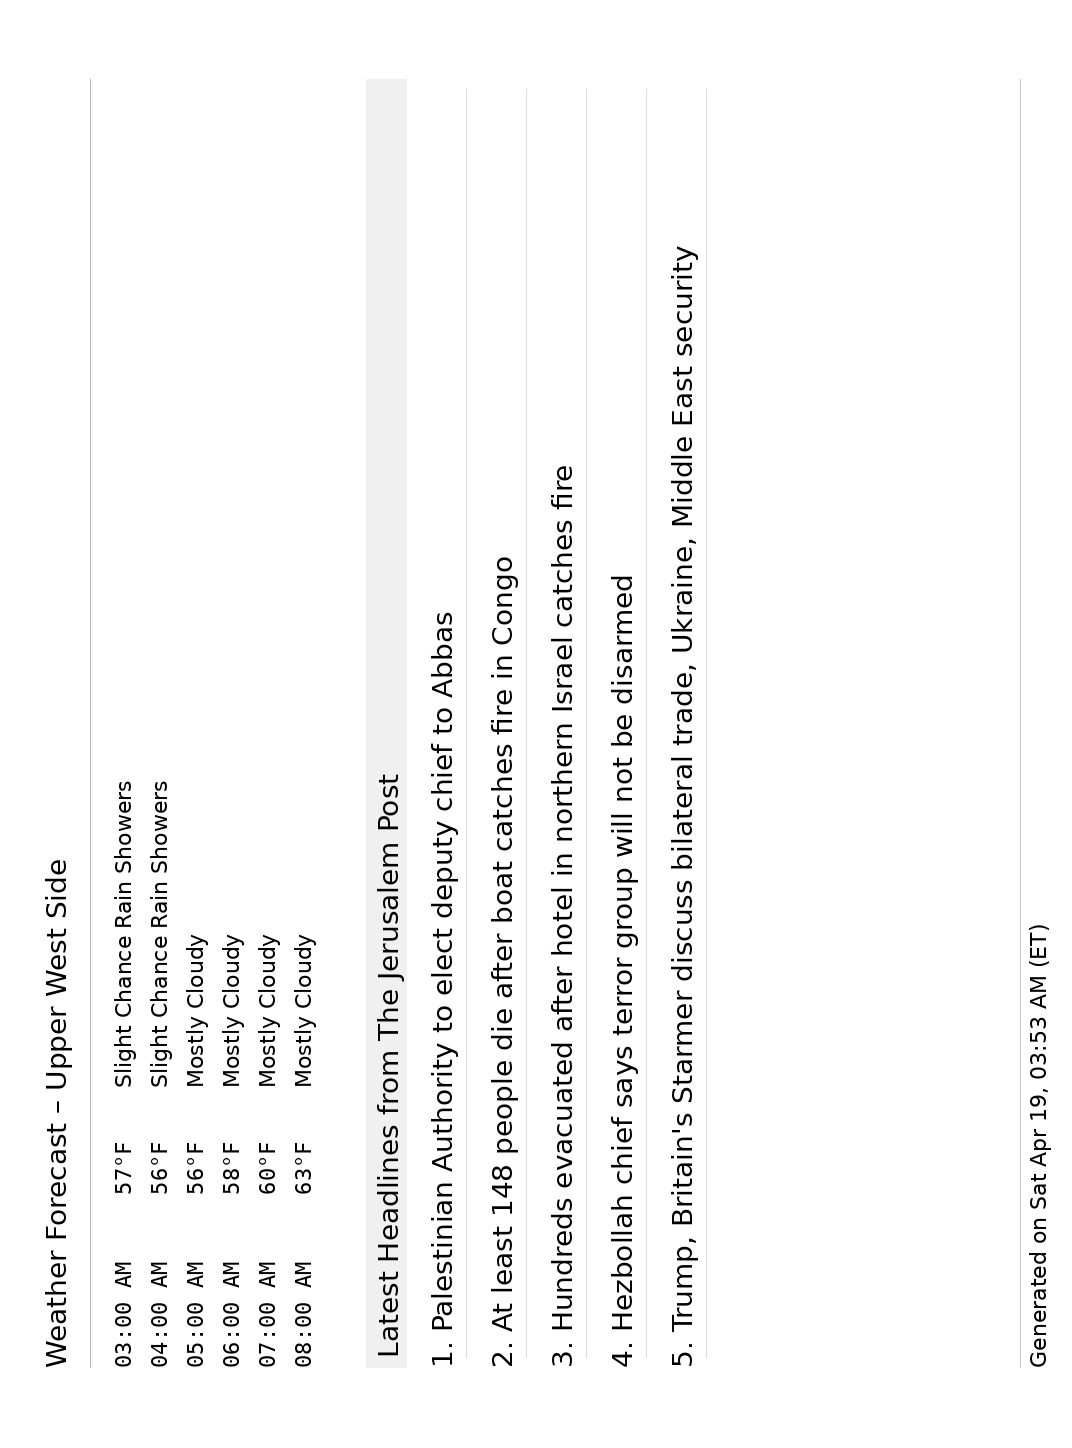 Weather Forecast – Upper West Side
03:00 AM 57°F Slight Chance Rain Showers
04:00 AM 56°F Slight Chance Rain Showers
05:00 AM 56°F Mostly Cloudy
06:00 AM 58°F Mostly Cloudy
07:00 AM 60°F Mostly Cloudy
08:00 AM 63°F Mostly Cloudy
Latest Headlines from The Jerusalem Post
1. Palestinian Authority to elect deputy chief to Abbas
2. At least 148 people die after boat catches fire in Congo
3. Hundreds evacuated after hotel in northern Israel catches fire
4. Hezbollah chief says terror group will not be disarmed
5. Trump, Britain's Starmer discuss bilateral trade, Ukraine, Middle East security
Generated on Sat Apr 19, 03:53 AM (ET)